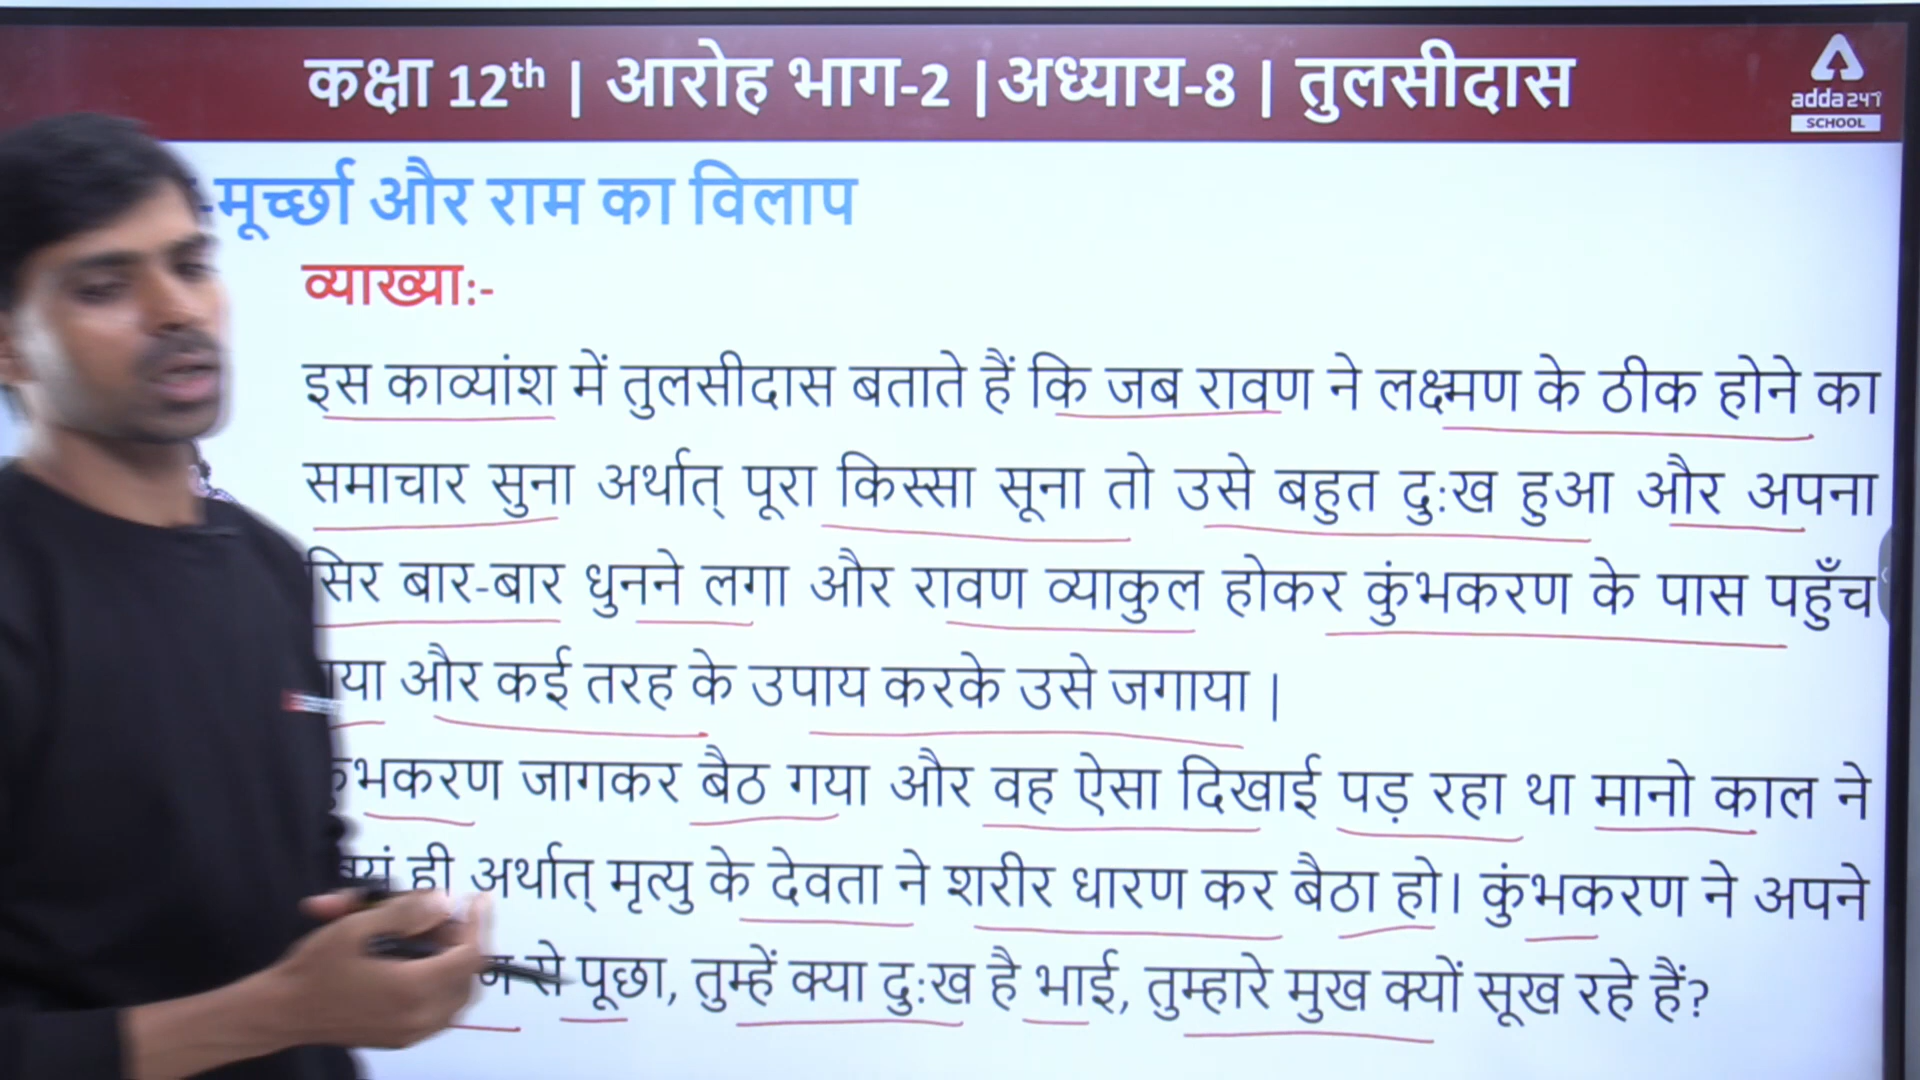 कक्षा 12th | आरोह भाग-2 |अध्याय-8 | तुलसीदास
adda247
SCHOOL
-मूर्च्छा और राम का विलाप
व्याख्या:-
इस काव्यांश में तुलसीदास बताते हैं कि जब रावण ने लक्ष्मण के ठीक होने का
समाचार सुना अर्थात् पूरा किस्सा सूना तो उसे बहुत दुःख हुआ और अपना
सिर बार-बार धुनने लगा और रावण व्याकुल होकर कुंभकरण के पास पहुँच
और कई तरह के उपाय करके उसे जगाया |
जागकर बैठ गया और वह ऐसा दिखाई पड़ रहा था मानो काल ने
ही अर्थात् मृत्यु के देवता ने शरीर धारण कर बैठा हो। कुंभकरण ने अपने
से पूछा, तुम्हें क्या दुःख है भाई, तुम्हारे मुख क्यों सूख रहे हैं?